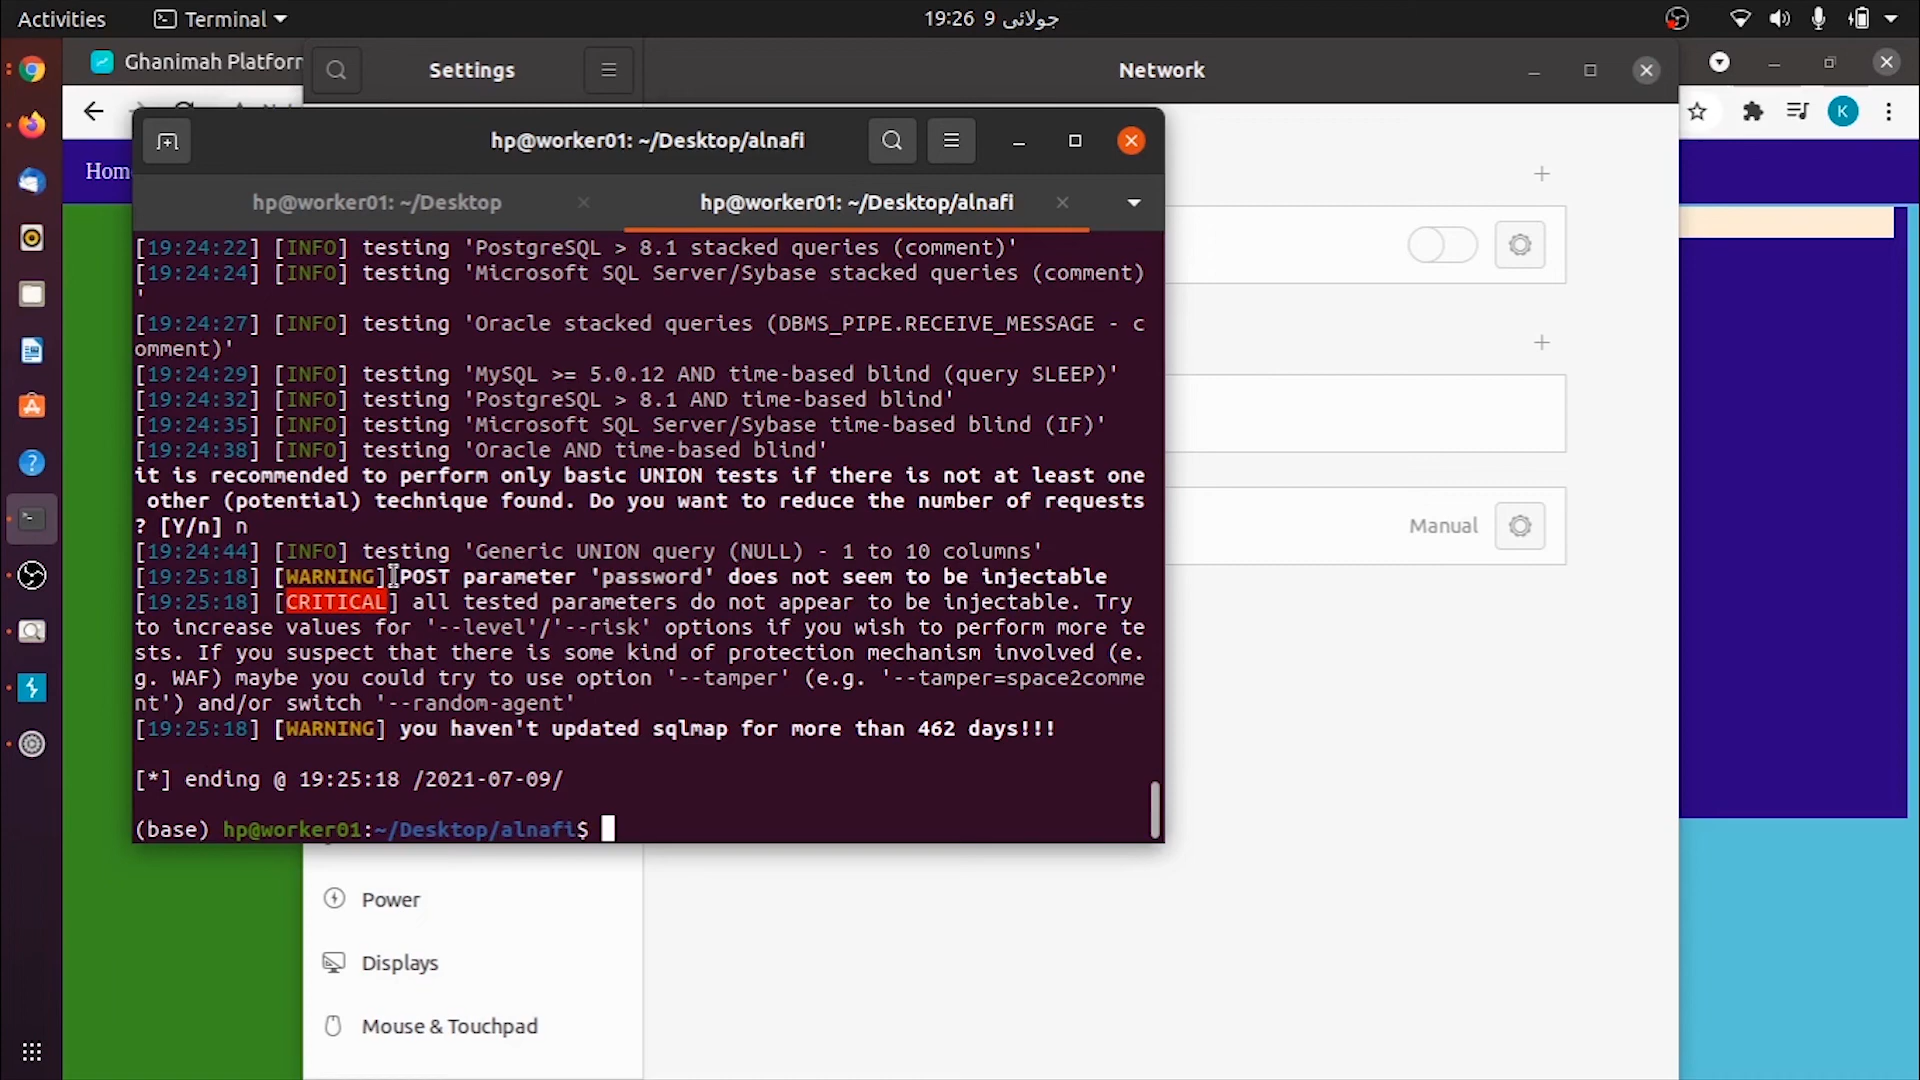 Activities
Terminal
19:26 9 جولائی
Ghanimah Platforn
Settings
Network
K
Hom
hp@worker01: ~/Desktop/alnafi
hp@worker01: ~/Desktop
hp@worker01: ~/Desktop/alnafi
[19:24:22] [INFO] testing 'PostgreSQL > 8.1 stacked queries (comment)'
[19:24:24] [INFO] testing 'Microsoft SQL Server/Sybase stacked queries (comment)
'
[19:24:27] [INFO] testing 'Oracle stacked queries (DBMS_PIPE.RECEIVE_MESSAGE - c
omment)'
[19:24:29] [INFO] testing 'MySQL >= 5.0.12 AND time-based blind (query SLEEP)'
[19:24:32] [INFO] testing 'PostgreSQL > 8.1 AND time-based blind'
[19:24:35] [INFO] testing 'Microsoft SQL Server/Sybase time-based blind (IF)'
[19:24:38] [INFO] testing 'Oracle AND time-based blind'
it is recommended to perform only basic UNION tests if there is not at least one
other (potential) technique found. Do you want to reduce the number of requests
? [Y/n] n
[19:24:44] [INFO] testing 'Generic UNION query (NULL) - 1 to 10 columns'
[19:25:18] [WARNING] POST parameter 'password' does not seem to be injectable
[19:25:18] [CRITICAL] all tested parameters do not appear to be injectable. Try
to increase values for '--level'/'--risk' options if you wish to perform more te
sts. If you suspect that there is some kind of protection mechanism involved (e.
g. WAF) maybe you could try to use option '--tamper' (e.g. '--tamper=space2comme
nt') and/or switch '--random-agent'
[19:25:18] [WARNING] you haven't updated sqlmap for more than 462 days!!!
[*] ending @ 19:25:18 /2021-07-09/
(base) hp@worker01:~/Desktop/alnafi$
Manual
Power
Displays
Mouse & Touchpad